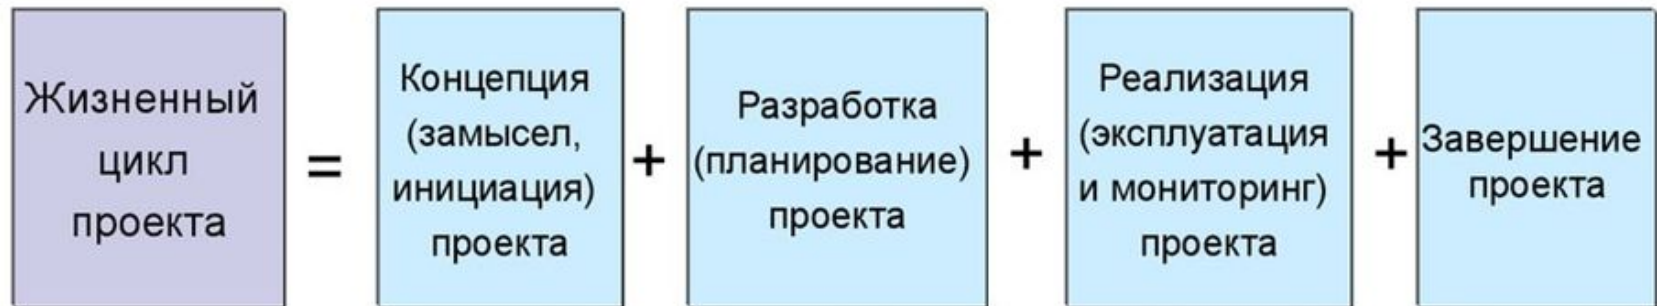 Жизненный
цикл
проекта
=
Концепция
(замысел,
инициация)
проекта
+
Разработка
(планирование)
проекта
+
Реализация
(эксплуатация
и мониторинг)
проекта
+
Завершение
проекта